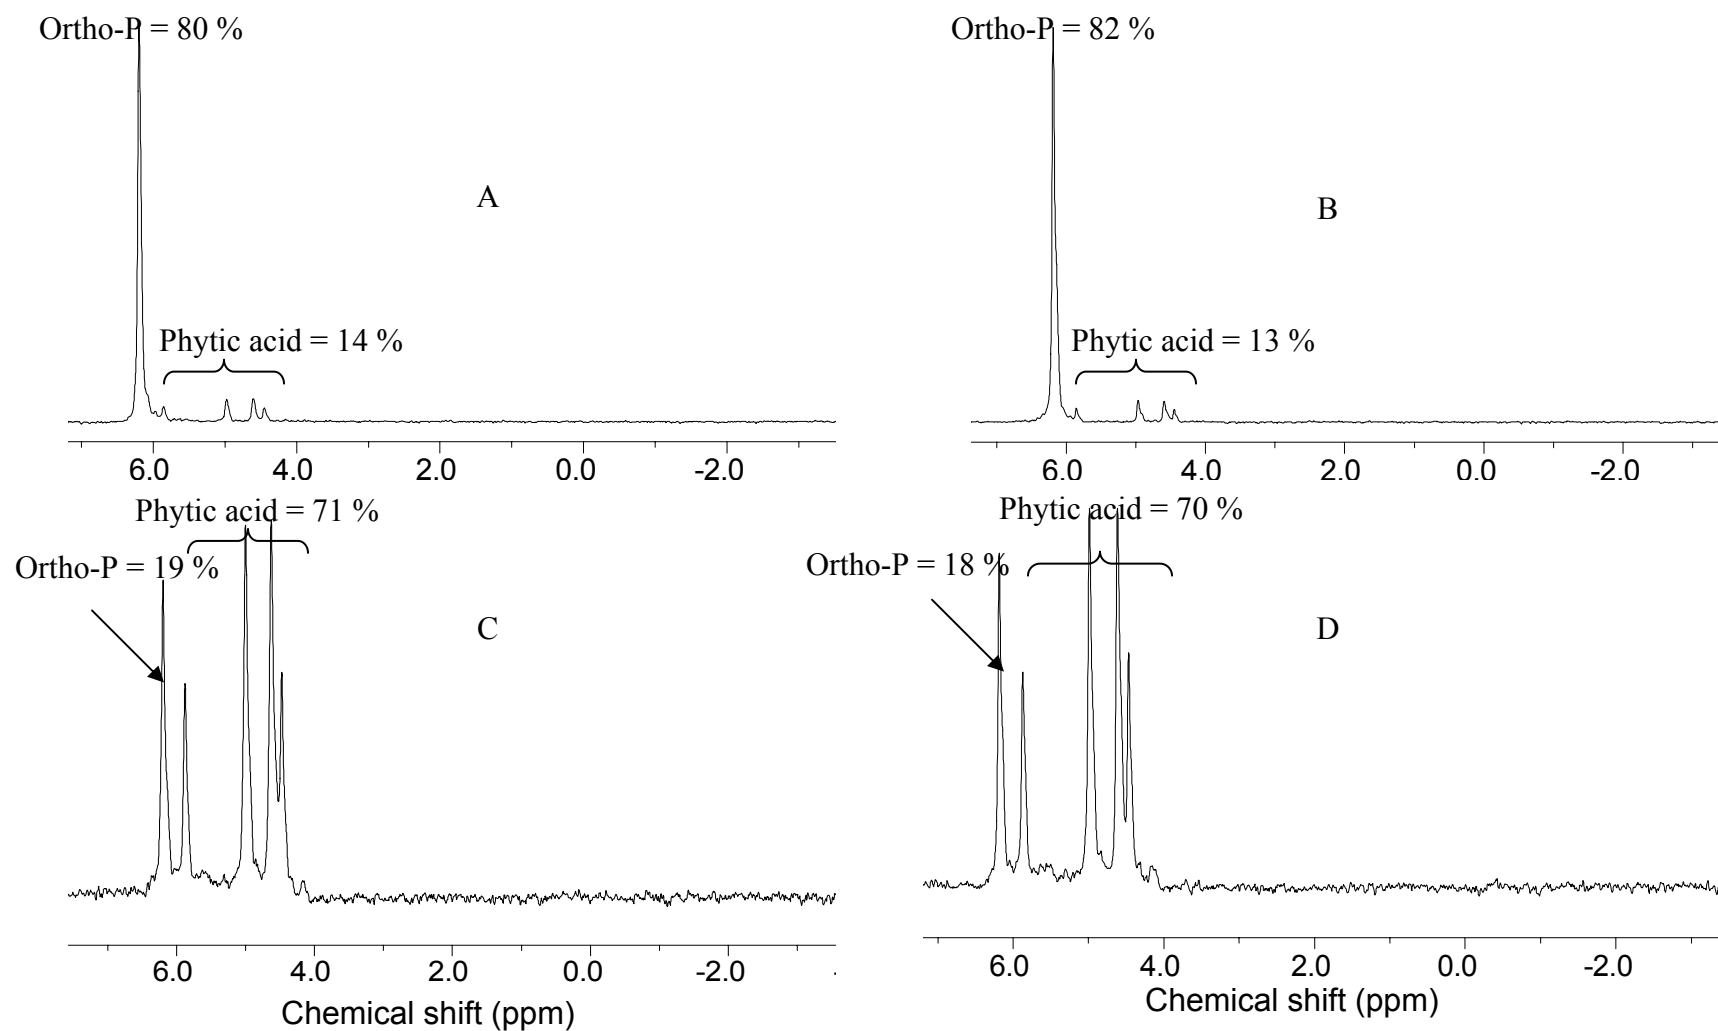 Ortho-P = 80 %
A
Phytic acid = 14 %
6.0 4.0 2.0 0.0 -2.0
Ortho-P = 82 %
B
Phytic acid = 13 %
6.0 4.0 2.0 0.0 -2.0
Phytic acid = 71 %
Ortho-P = 19 %
C
6.0 4.0 2.0 0.0 -2.0
Chemical shift (ppm)
Phytic acid = 70 %
Ortho-P = 18 %
D
6.0 4.0 2.0 0.0 -2.0
Chemical shift (ppm)